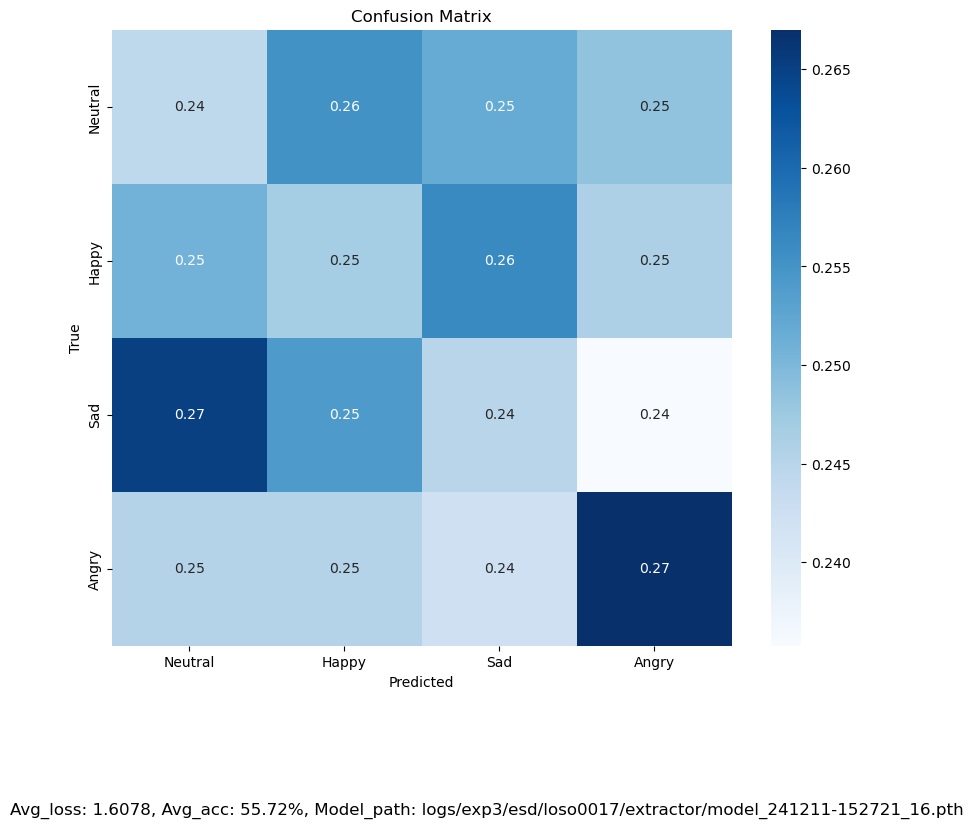 Confusion Matrix
Neutral 0.24 0.26 0.25 0.25
Happy 0.25 0.25 0.26 0.25
Sad 0.27 0.25 0.24 0.24
Angry 0.25 0.25 0.24 0.27
True
Neutral Happy Sad Angry
Predicted
0.265
0.260
0.255
0.250
0.245
0.240
Avg_loss: 1.6078, Avg_acc: 55.72%, Model_path: logs/exp3/esd/loso0017/extractor/model_241211-152721_16.pth